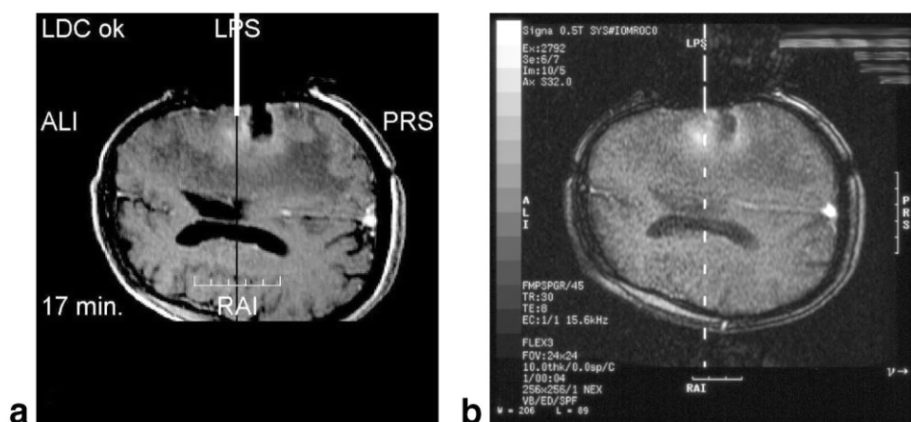 LDC ok
LPS
ALI
PRS
17 min.
RAI
a
Signa 0.5T SYS#IOMROC0
LPS
Ex:2792
Se:6/7
Im:10/5
Ax S32.0
A
L
I
P
R
S
FMPSPGR/45
TR:30
TE:8
EC:1/1 15.6kHz
FLEX3
FOV:24x24
10.0thk/0.0sp/C
1/00:04
256x256/1 NEX
VB/ED/SPF
RAI
W = 206 L = 89
b